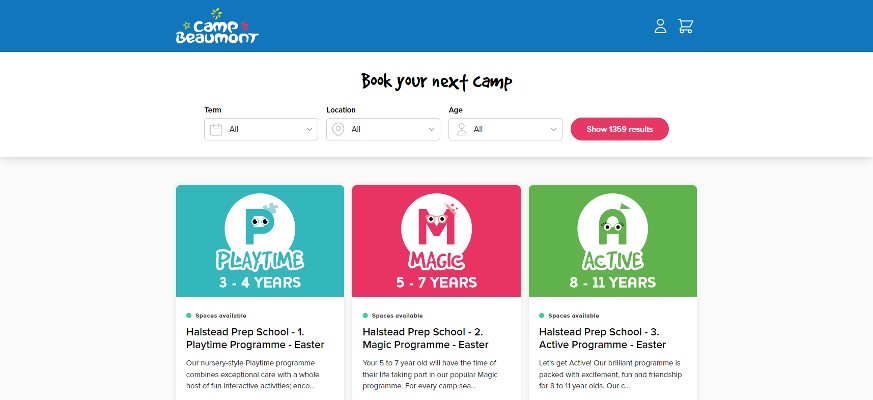 CAMP
BEAUMONT
Book your next camp
Term
Location
Age
All
All
All
Show 1359 results
P
PLAYTIME
3 - 4 YEARS
M
MAGIC
5 - 7 YEARS
A
ACTIVE
8 - 11 YEARS
Spaces available
Halstead Prep School - 1.
Playtime Programme - Easter
Our nursery-style Playtime programme
combines exceptional care with a whole
host of fun interactive activities; enco...
Spaces available
Halstead Prep School - 2.
Magic Programme - Easter
Your 5 to 7 year old will have the time of
their life taking part in our popular Magic
programme. For every camp sea...
Spaces available
Halstead Prep School - 3.
Active Programme - Easter
Let's get Active! Our brilliant programme is
packed with excitement, fun and friendship
for 8 to 11 year olds. Our c...